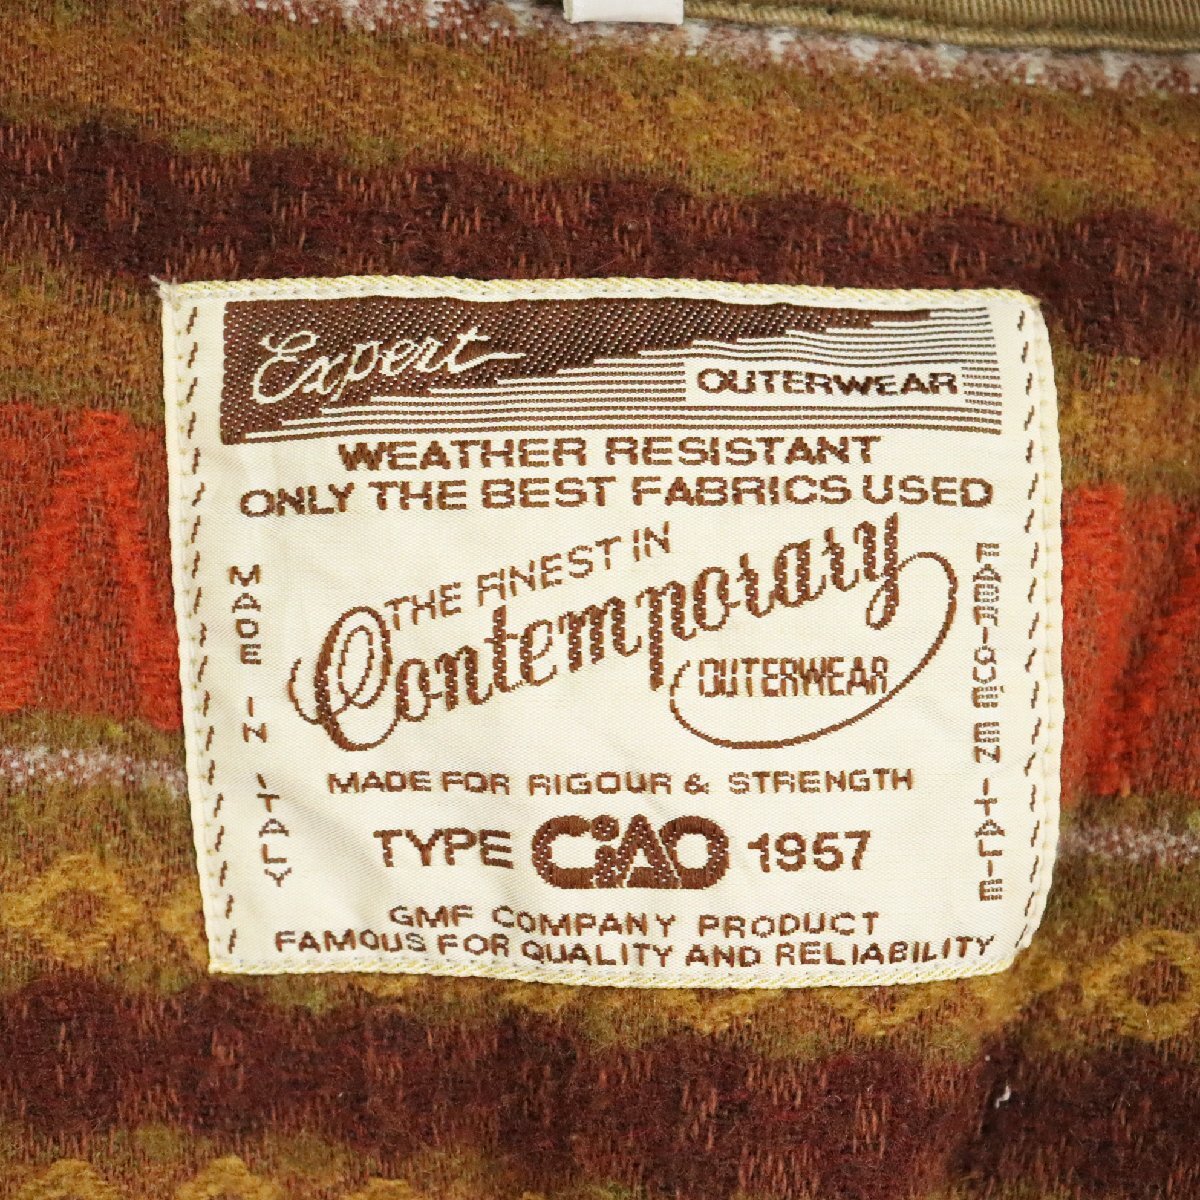 Expert
OUTERWEAR
WEATHER RESISTANT
ONLY THE BEST FABRICS USED
THE FINEST IN
Contemporary
OUTERWEAR
MADE IN ITALY
FABRIQUÉ EN ITALIE
MADE FOR RIGOUR & STRENGTH
TYPE CiAO 1957
GMF COMPANY PRODUCT
FAMOUS FOR QUALITY AND RELIABILITY